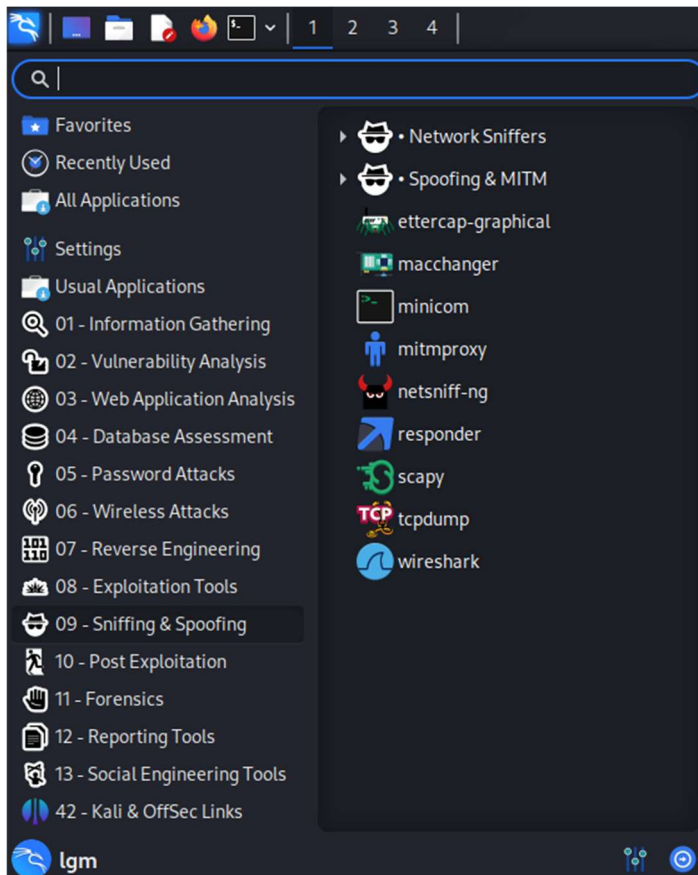 1 2 3 4
Favorites
Recently Used
All Applications
Settings
Usual Applications
01 - Information Gathering
02 - Vulnerability Analysis
03 - Web Application Analysis
04 - Database Assessment
05 - Password Attacks
06 - Wireless Attacks
07 - Reverse Engineering
08 - Exploitation Tools
09 - Sniffing & Spoofing
10 - Post Exploitation
11 - Forensics
12 - Reporting Tools
13 - Social Engineering Tools
42 - Kali & OffSec Links
• Network Sniffers
• Spoofing & MITM
ettercap-graphical
macchanger
minicom
mitmproxy
netsniff-ng
responder
scapy
TCP tcpdump
wireshark
lgm